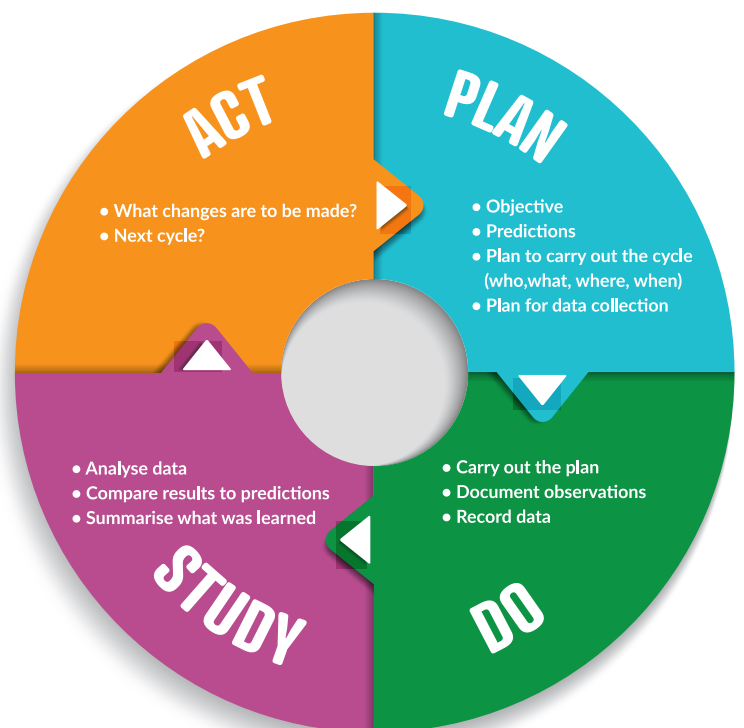 ACT
• What changes are to be made?
• Next cycle?
PLAN
• Objective
• Predictions
• Plan to carry out the cycle
(who,what, where, when)
• Plan for data collection
• Carry out the plan
• Document observations
• Record data
DO
• Analyse data
• Compare results to predictions
• Summarise what was learned
STUDY